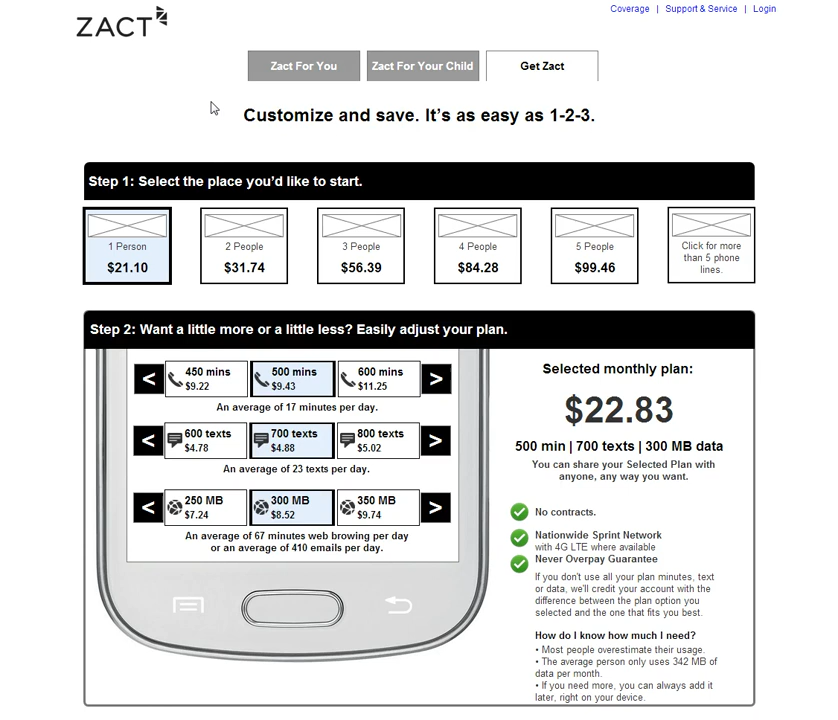 ZACT
Coverage | Support & Service | Login
Zact For You
Zact For Your Child
Get Zact
Customize and save. It's as easy as 1-2-3.
Step 1: Select the place you'd like to start.
1 Person
$21.10
2 People
$31.74
3 People
$56.39
4 People
$84.28
5 People
$99.46
Click for more
than 5 phone
lines.
Step 2: Want a little more or a little less? Easily adjust your plan.
<
450 mins
$9.22
500 mins
$9.43
600 mins
$11.25
>
An average of 17 minutes per day.
<
600 texts
$4.78
700 texts
$4.88
800 texts
$5.02
>
An average of 23 texts per day.
<
250 MB
$7.24
300 MB
$8.52
350 MB
$9.74
>
An average of 67 minutes web browing per day
or an average of 410 emails per day.
Selected monthly plan:
$22.83
500 min | 700 texts | 300 MB data
You can share your Selected Plan with
anyone, any way you want.
No contracts.
Nationwide Sprint Network
with 4G LTE where available
Never Overpay Guarantee
If you don't use all your plan minutes, text
or data, we'll credit your account with the
difference between the plan option you
selected and the one that fits you best.
How do I know how much I need?
• Most people overestimate their usage.
• The average person only uses 342 MB of
data per month.
• If you need more, you can always add it
later, right on your device.